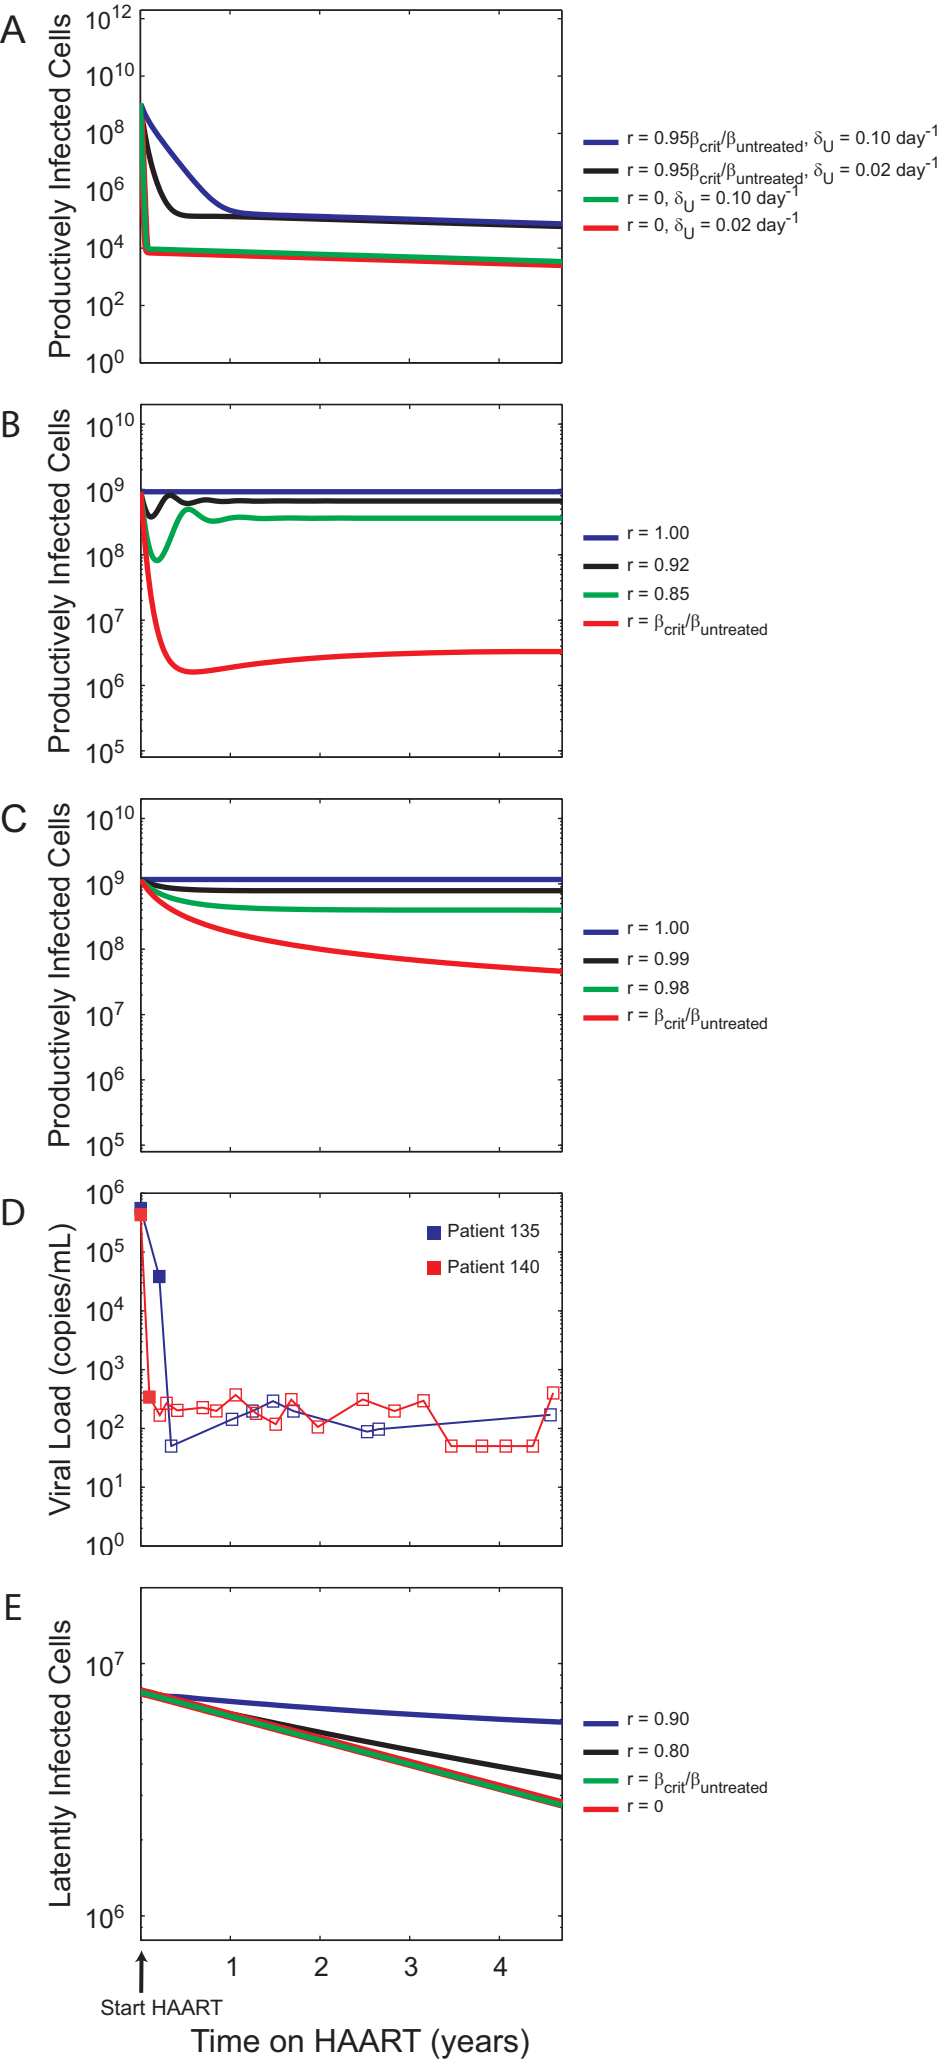 A
Productively Infected Cells
10^12
10^10
10^8
10^6
10^4
10^2
10^0
r = 0.95β_crit/β_untreated, δ_U = 0.10 day^-1
r = 0.95β_crit/β_untreated, δ_U = 0.02 day^-1
r = 0, δ_U = 0.10 day^-1
r = 0, δ_U = 0.02 day^-1
B
Productively Infected Cells
10^10
10^9
10^8
10^7
10^6
10^5
r = 1.00
r = 0.92
r = 0.85
r = β_crit/β_untreated
C
Productively Infected Cells
10^10
10^9
10^8
10^7
10^6
10^5
r = 1.00
r = 0.99
r = 0.98
r = β_crit/β_untreated
D
Viral Load (copies/mL)
10^6
10^5
10^4
10^3
10^2
10^1
10^0
Patient 135
Patient 140
E
Latently Infected Cells
10^7
10^6
r = 0.90
r = 0.80
r = β_crit/β_untreated
r = 0
1 2 3 4
Start HAART
Time on HAART (years)